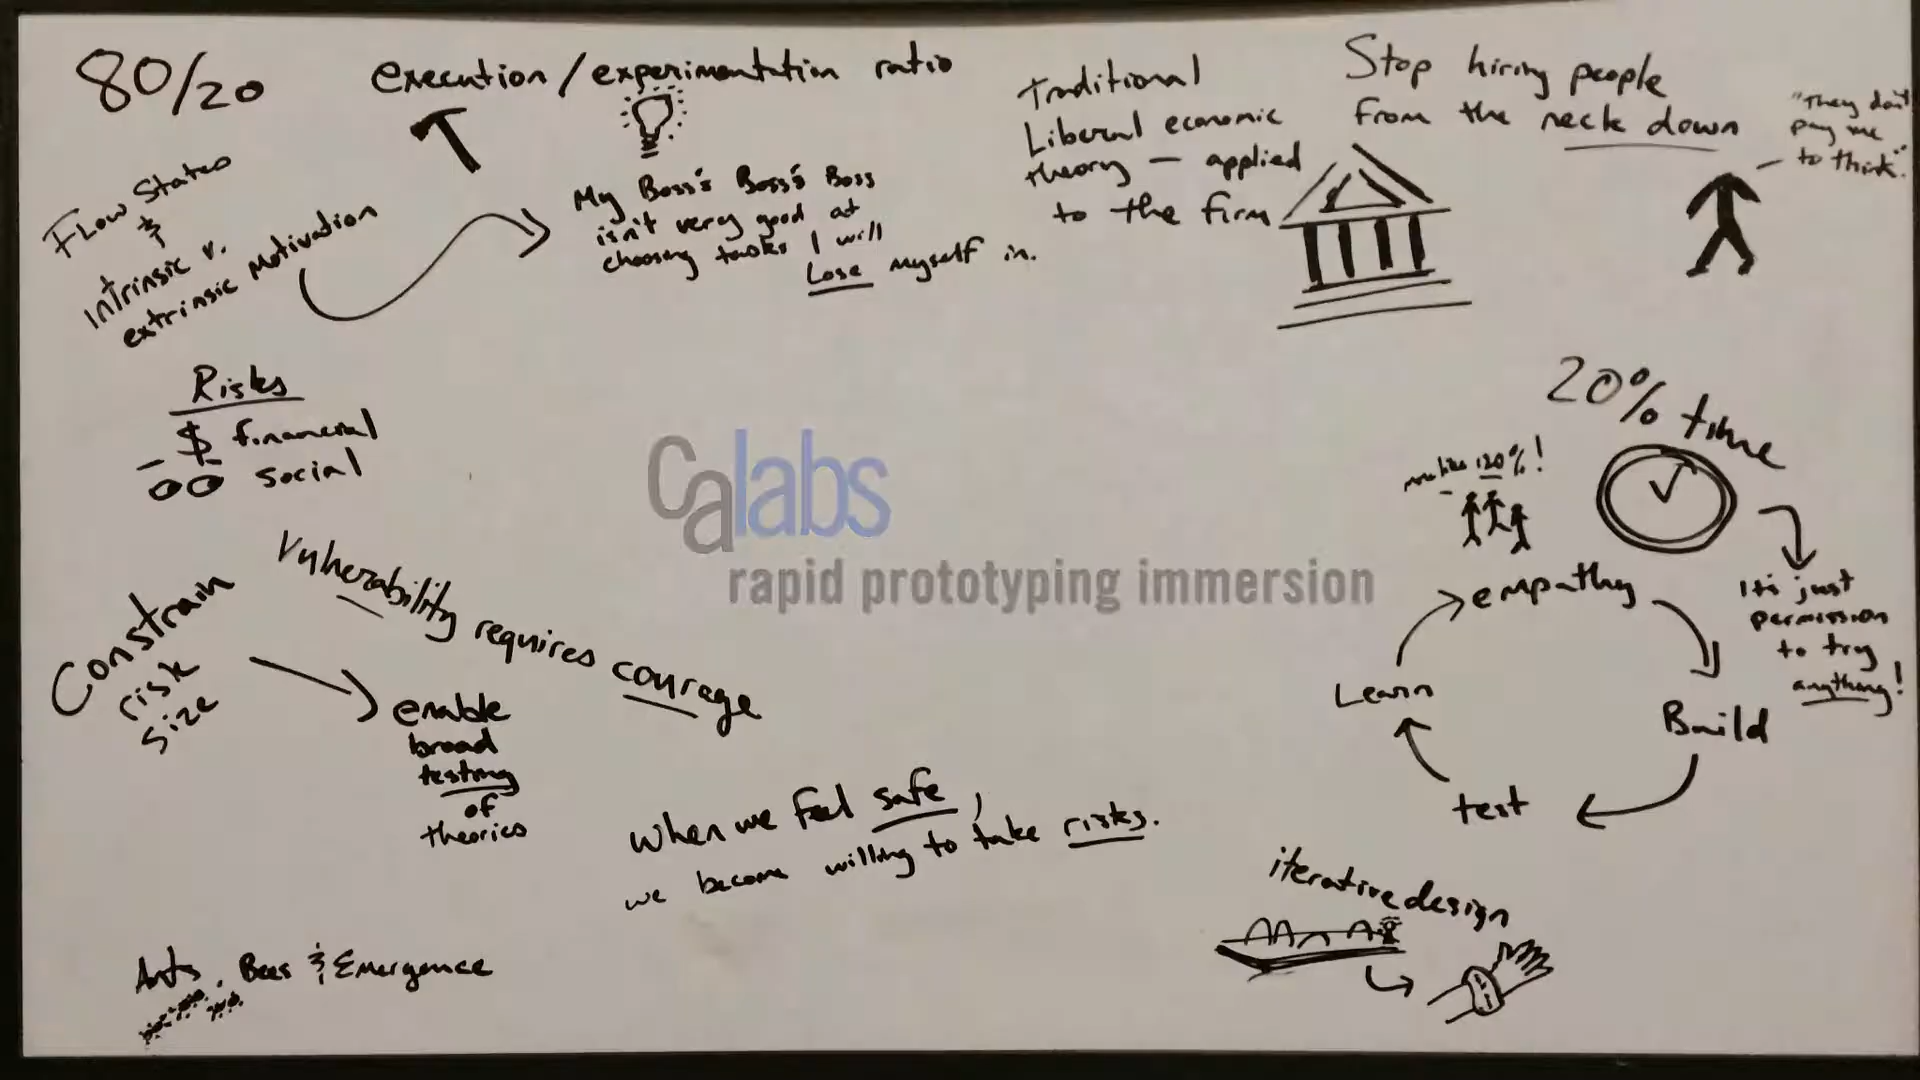 80/20
execution/experimentation ratio
Flow States
&
intrinsic v.
extrinsic Motivation
My Boss's Boss's Boss
isn't very good at
choosing tasks I will
Lose myself in.
Traditional
Liberal economic
theory — applied
to the firm
Stop hiring people
from the neck down
"They don't
pay me
to think."
Risks
$ financial
social
20% time
120%!
It's just
permission
to try
anything!
calabs
rapid prototyping immersion
Vulnerability requires courage
Constrain
risk
size
enable
broad
testing
of
theories
empathy
Build
test
Learn
When we feel safe,
we become willing to take risks.
iterative design
Ants, Bees & Emergence